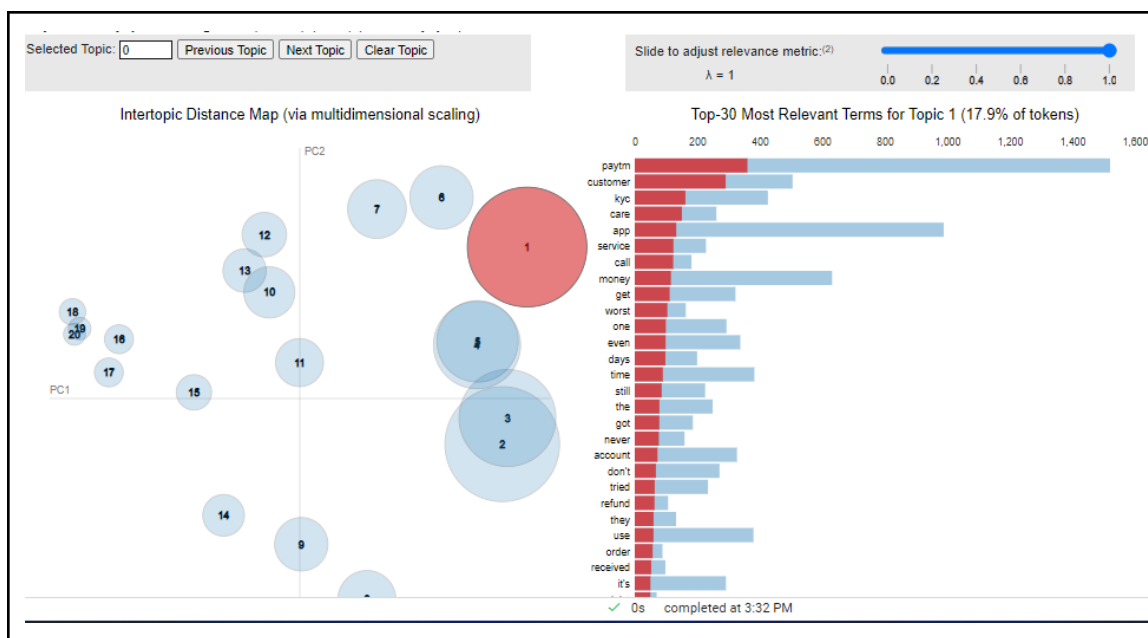 Selected Topic: 0 Previous Topic Next Topic Clear Topic
Slide to adjust relevance metric:(2)
λ = 1
0.0 0.2 0.4 0.6 0.8 1.0
Intertopic Distance Map (via multidimensional scaling)
PC2
PC1
6
7
1
12
13
10
18
19
20
16
17
11
15
5
3
2
14
9
Top-30 Most Relevant Terms for Topic 1 (17.9% of tokens)
0 200 400 600 800 1,000 1,200 1,400 1,600
paytm
customer
kyc
care
app
service
call
money
get
worst
one
even
days
time
still
the
got
never
account
don't
tried
refund
they
use
order
received
it's
0s completed at 3:32 PM